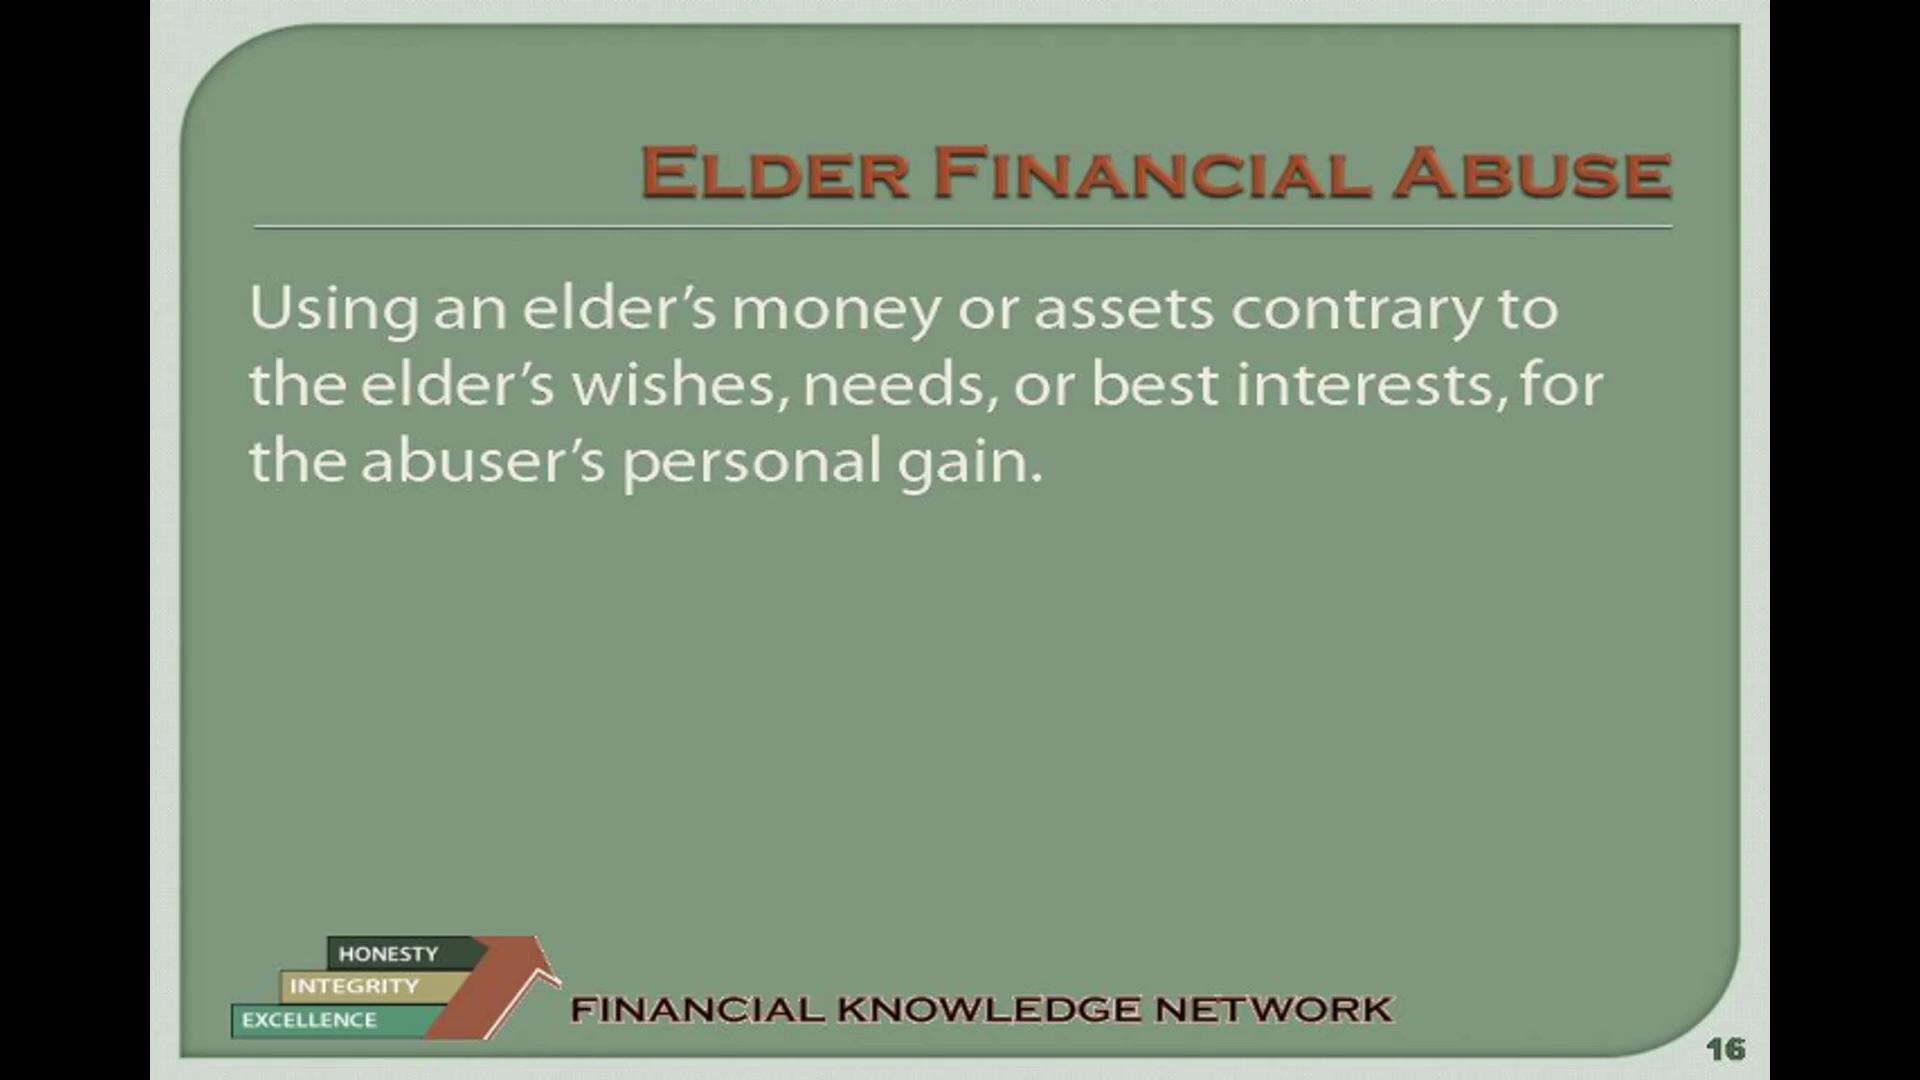 ELDER FINANCIAL ABUSE
Using an elder’s money or assets contrary to
the elder’s wishes, needs, or best interests, for
the abuser’s personal gain.
HONESTY
INTEGRITY
EXCELLENCE
FINANCIAL KNOWLEDGE NETWORK
16